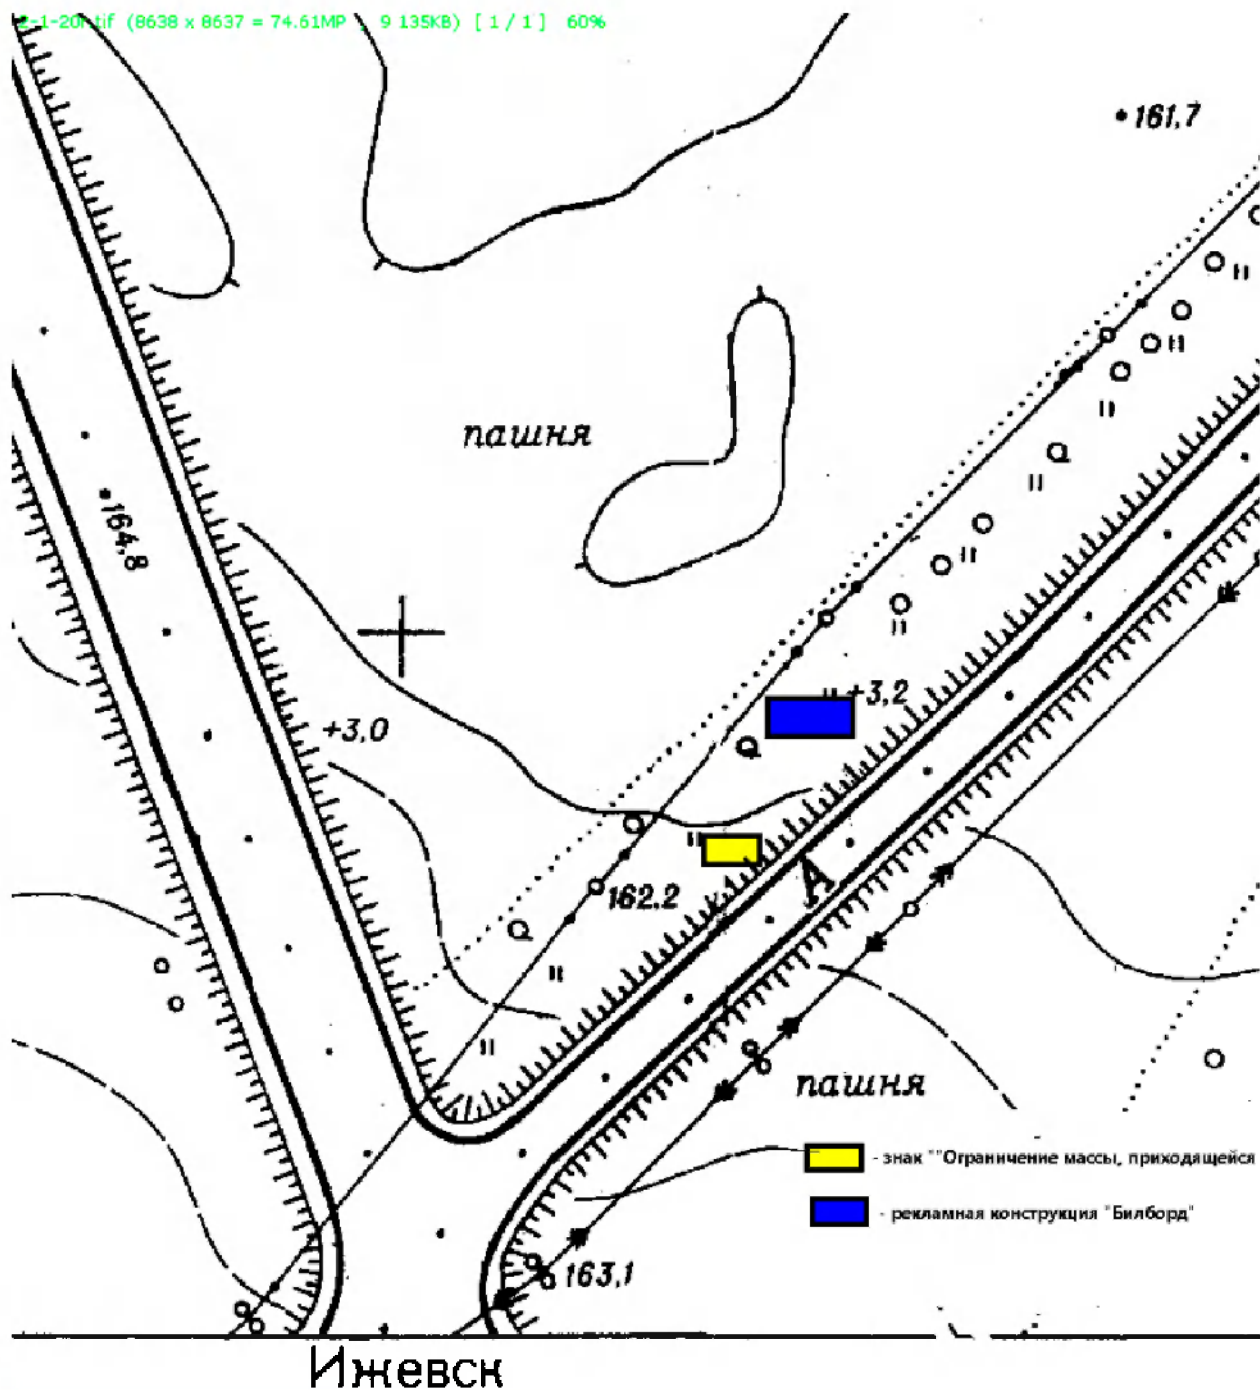 2-1-20h.tif (8638 x 8637 = 74.61MP , 9 135KB) [ 1 / 1 ] 60%
161,7
пашня
164,8
+3,2
+3,0
162,2
А
пашня
- знак ""Ограничение массы, приходящейся
- рекламная конструкция "Билборд"
163,1
Ижевск